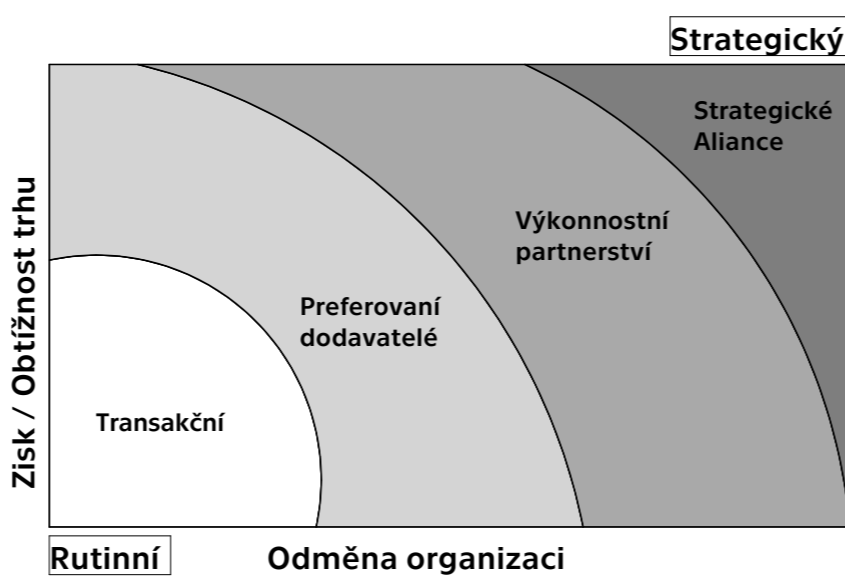 Strategický
Strategické
Aliance
Výkonnostní
partnerství
Preferovaní
dodavatelé
Transakční
Zisk / Obtížnost trhu
Rutinní
Odměna organizaci